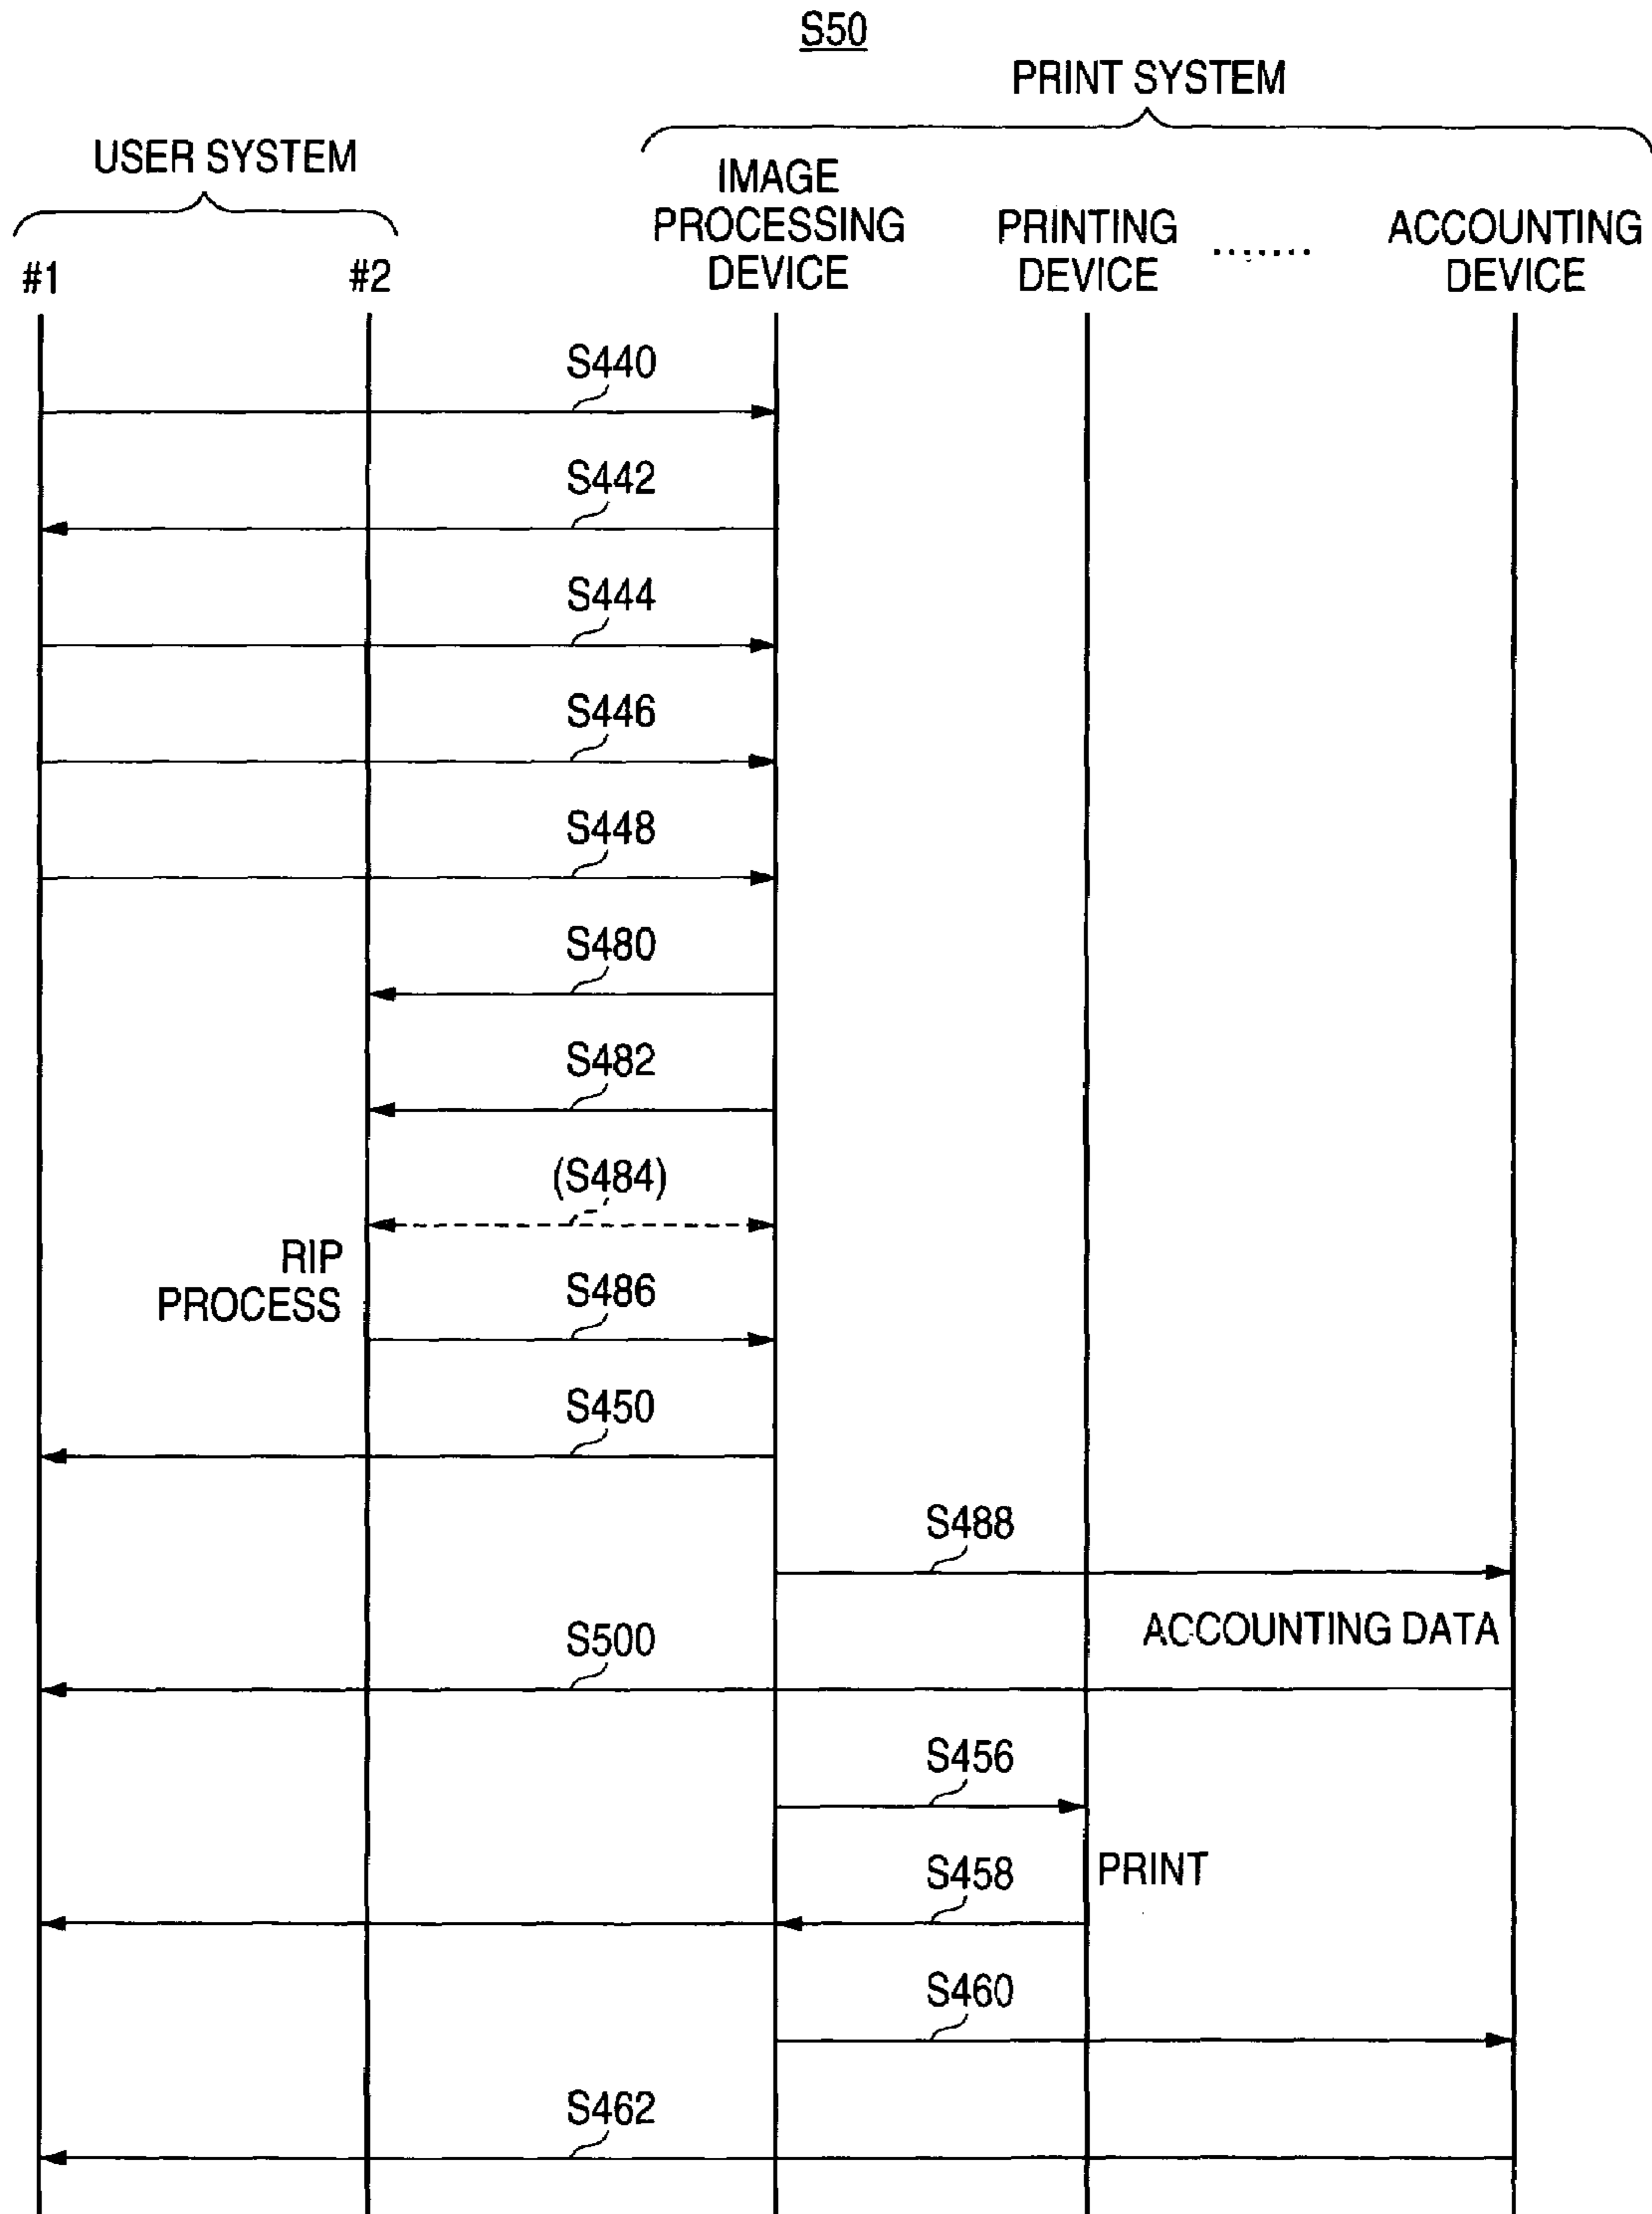 S50
PRINT SYSTEM
USER SYSTEM
IMAGE
PROCESSING
DEVICE
PRINTING
DEVICE
.......
ACCOUNTING
DEVICE
#1
#2
S440
S442
S444
S446
S448
S480
S482
(S484)
RIP
PROCESS
S486
S450
S488
ACCOUNTING DATA
S500
S456
PRINT
S458
S460
S462